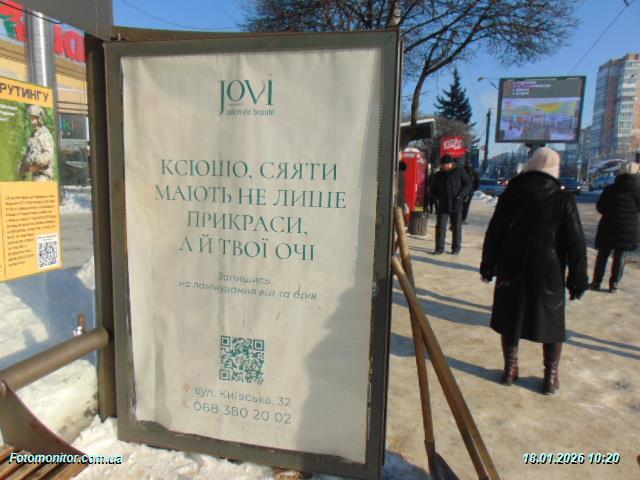 JOVI
salon de beauté
КСЮШО, СЯЯТИ
МАЮТЬ НЕ ЛИШЕ
ПРИКРАСИ,
А Й ТВОЇ ОЧІ
Запишись
на ламінування вій та брів
вул. Київська, 32
068 380 20 02
РУТИНГУ
Fotomonitor.com.ua
18.01.2026 10:20